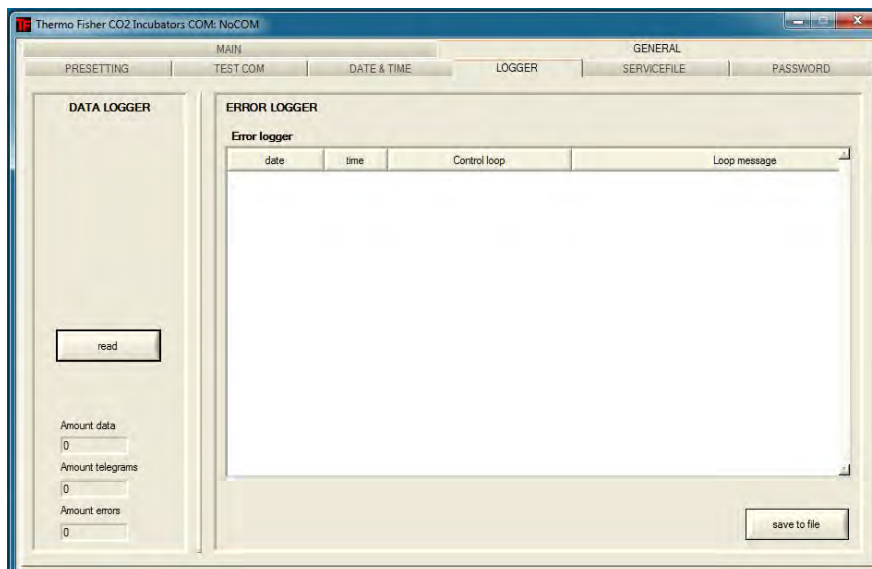 TF Thermo Fisher CO2 Incubators COM: NoCOM
MAIN GENERAL
PRESETTING TEST COM DATE & TIME LOGGER SERVICEFILE PASSWORD
DATA LOGGER
read
Amount data
0
Amount telegrams
0
Amount errors
0
ERROR LOGGER
Error logger
date time Control loop Loop message
save to file